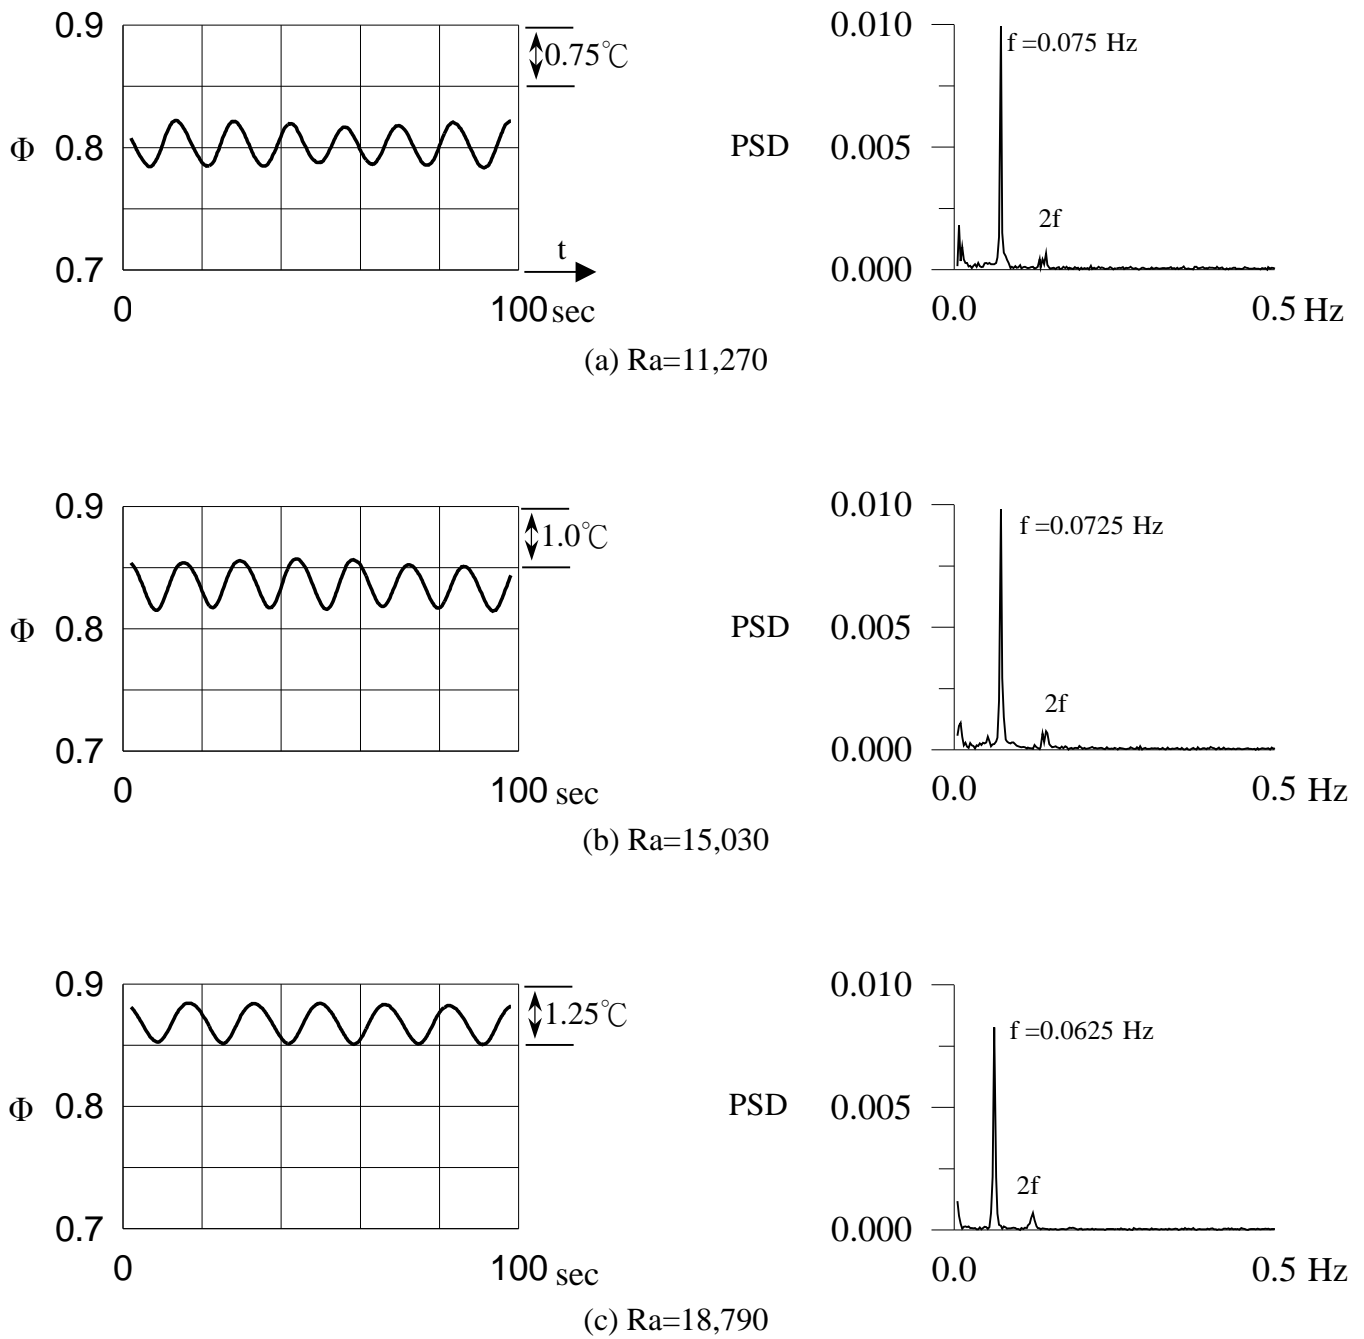 0.9
0.75℃
Φ 0.8
0.7
t
0
100 sec
0.010
f =0.075 Hz
PSD 0.005
2f
0.000
0.0
0.5 Hz
(a) Ra=11,270
0.9
1.0℃
Φ 0.8
0.7
0
100 sec
0.010
f =0.0725 Hz
PSD 0.005
2f
0.000
0.0
0.5 Hz
(b) Ra=15,030
0.9
1.25℃
Φ 0.8
0.7
0
100 sec
0.010
f =0.0625 Hz
PSD 0.005
2f
0.000
0.0
0.5 Hz
(c) Ra=18,790